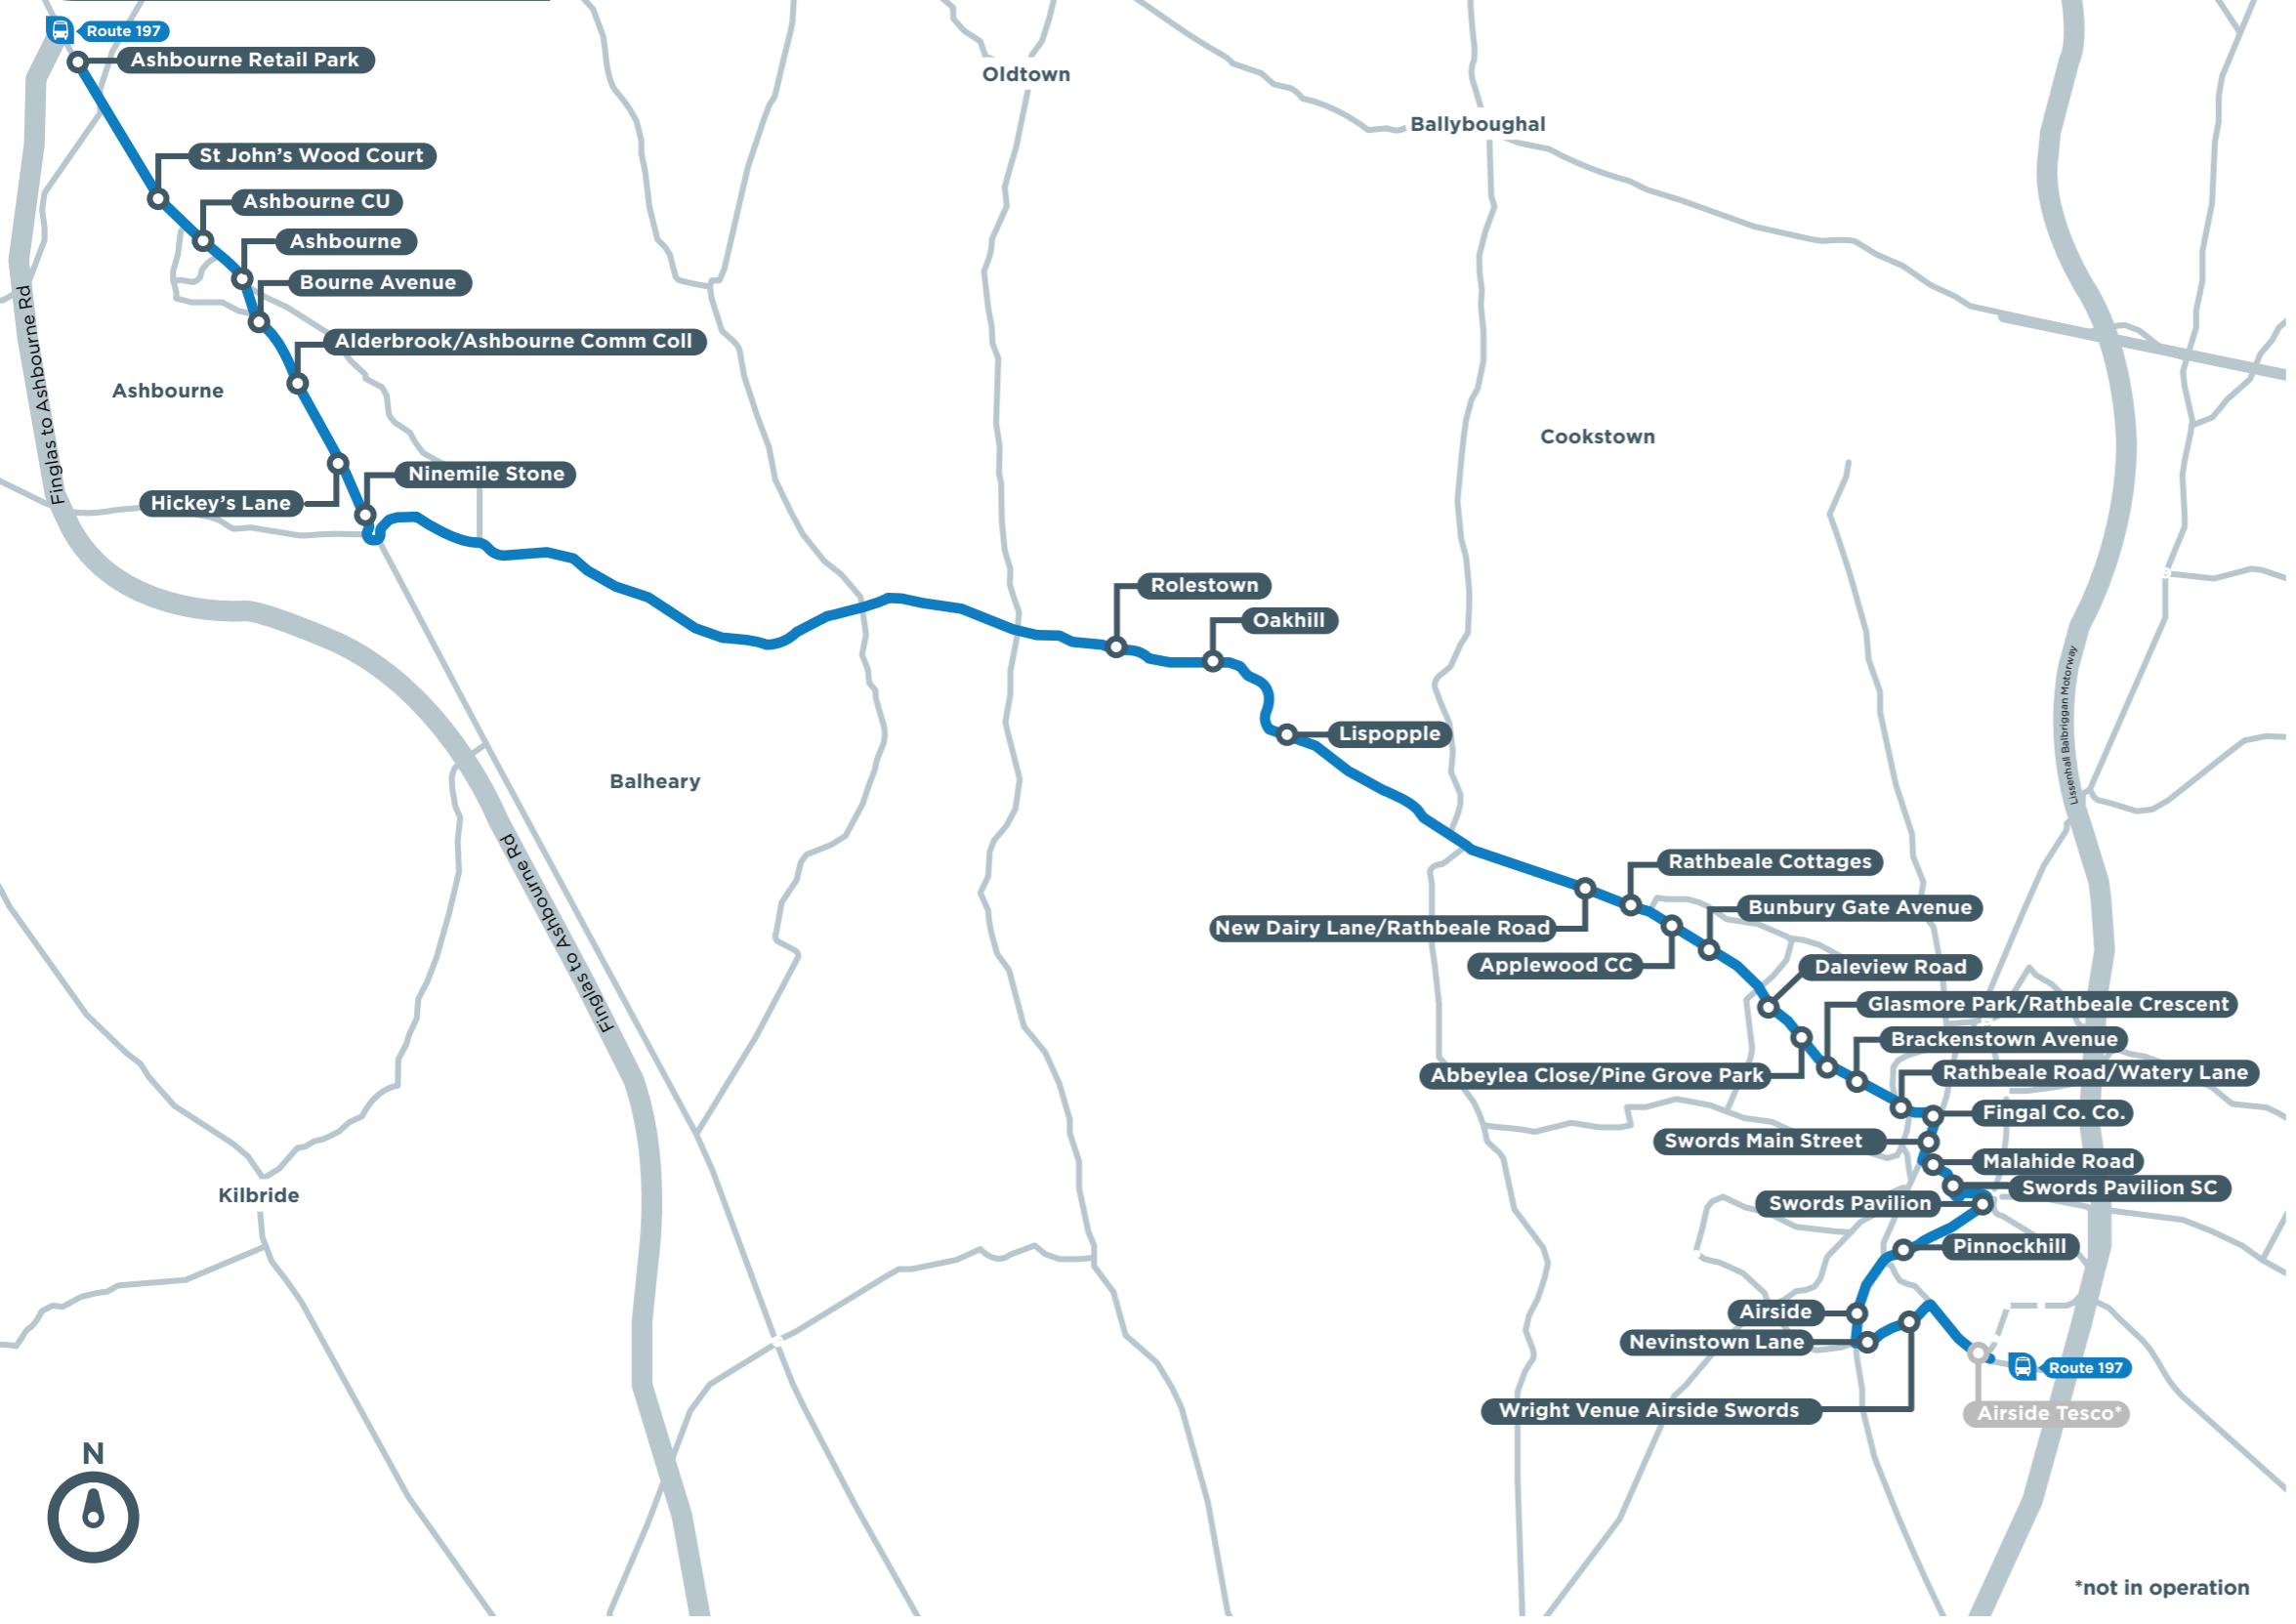 Route 197
Ashbourne Retail Park
Oldtown
Ballyboughal
St John's Wood Court
Ashbourne CU
Ashbourne
Bourne Avenue
Finglas to Ashbourne Rd
Alderbrook/Ashbourne Comm Coll
Ashbourne
Cookstown
Ninemile Stone
Hickey's Lane
Rolestown
Oakhill
Lissenhall Balbriggan Motorway
Lispopple
Balheary
Finglas to Ashbourne Rd
Rathbeale Cottages
Bunbury Gate Avenue
New Dairy Lane/Rathbeale Road
Applewood CC
Daleview Road
Glasmore Park/Rathbeale Crescent
Brackenstown Avenue
Abbeylea Close/Pine Grove Park
Rathbeale Road/Watery Lane
Fingal Co. Co.
Swords Main Street
Malahide Road
Swords Pavilion SC
Kilbride
Swords Pavilion
Pinnockhill
Airside
Nevinstown Lane
Route 197
Wright Venue Airside Swords
Airside Tesco*
N
*not in operation